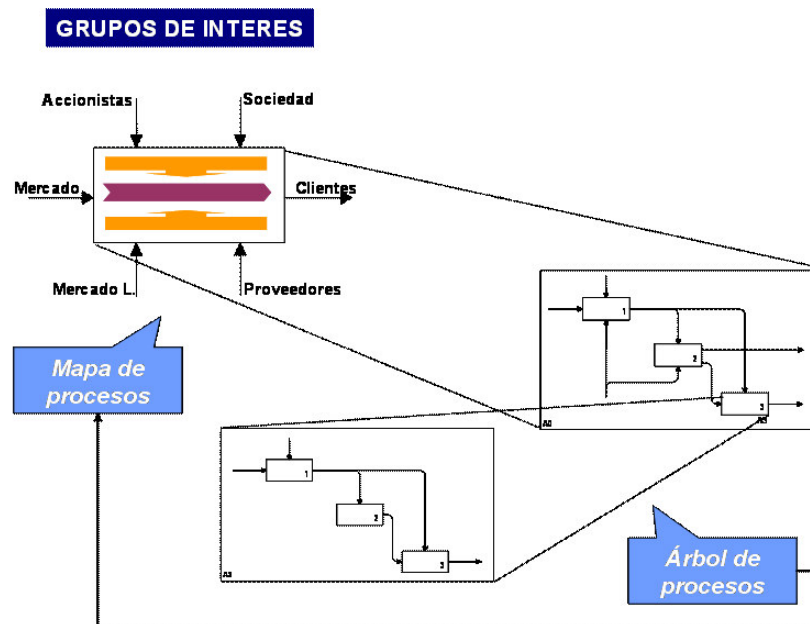 GRUPOS DE INTERES
Accionistas
Sociedad
Mercado
Clientes
Mercado L.
Proveedores
Mapa de
procesos
1
2
3
A0
1
2
3
Árbol de
procesos